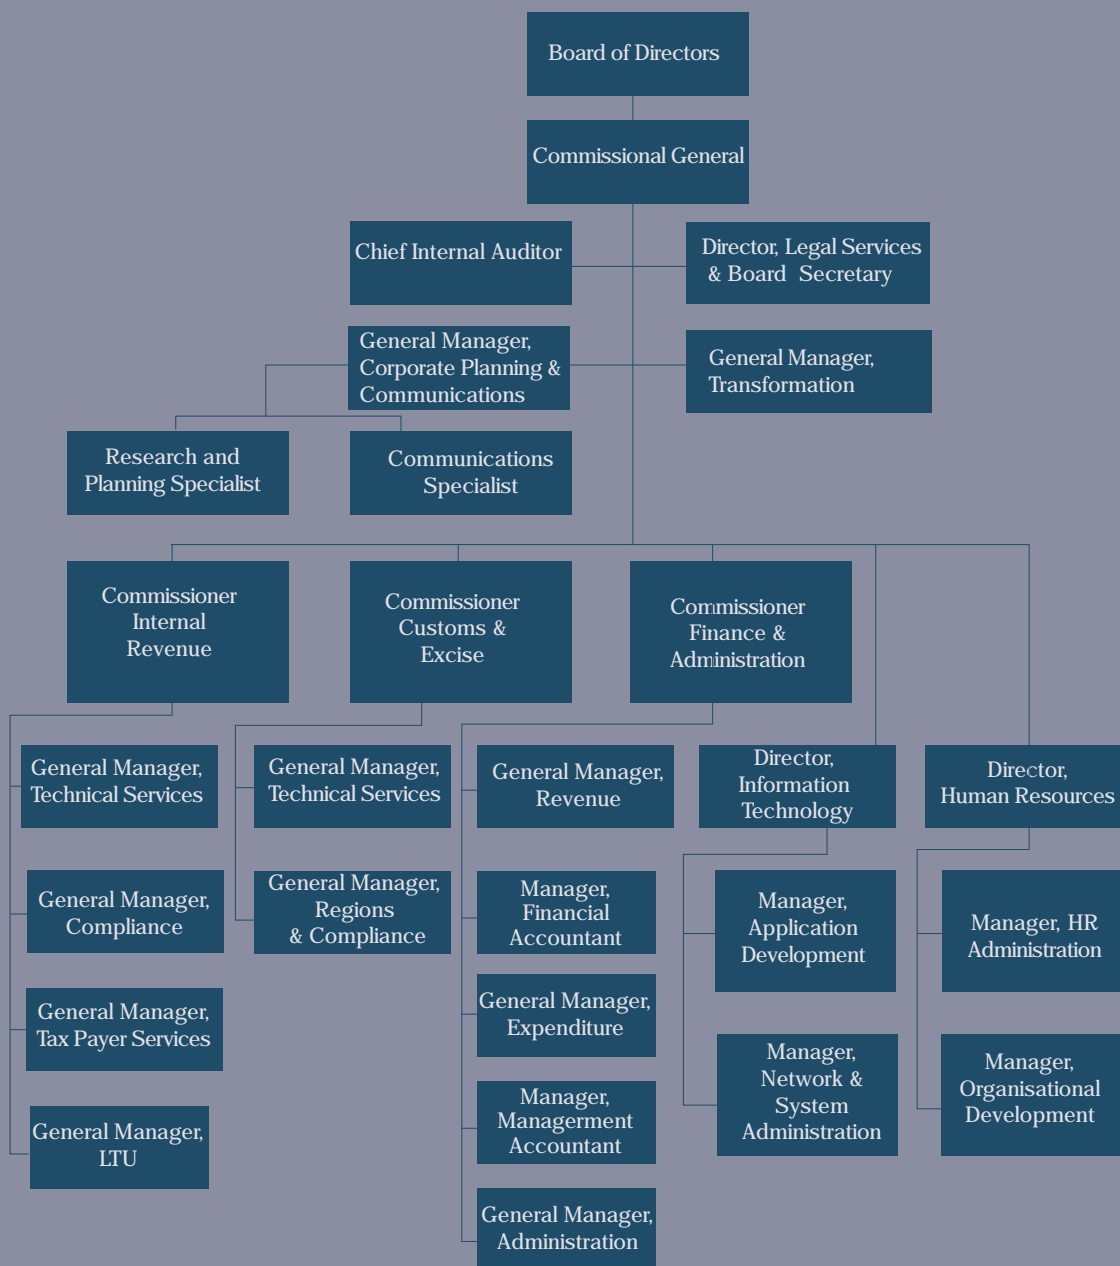 Board of Directors
Commissional General
Chief Internal Auditor
Director, Legal Services
& Board Secretary
General Manager,
Corporate Planning &
Communications
General Manager,
Transformation
Research and
Planning Specialist
Communications
Specialist
Commissioner
Internal
Revenue
Commissioner
Customs &
Excise
Commissioner
Finance &
Administration
General Manager,
Technical Services
General Manager,
Technical Services
General Manager,
Revenue
Director,
Information
Technology
Director,
Human Resources
General Manager,
Compliance
General Manager,
Regions
& Compliance
Manager,
Financial
Accountant
Manager,
Application
Development
Manager, HR
Administration
General Manager,
Tax Payer Services
General Manager,
Expenditure
Manager,
Network &
System
Administration
Manager,
Organisational
Development
General Manager,
LTU
Manager,
Managerment
Accountant
General Manager,
Administration